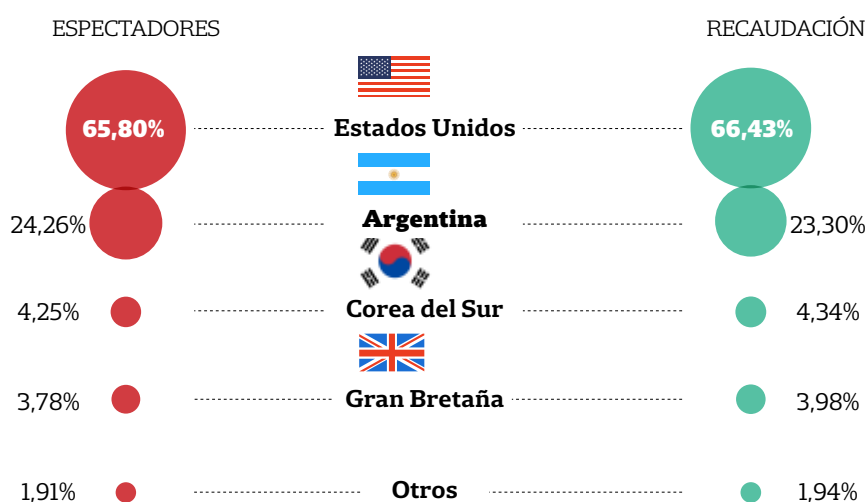 ESPECTADORES RECAUDACIÓN
65,80% Estados Unidos 66,43%
24,26% Argentina 23,30%
4,25% Corea del Sur 4,34%
3,78% Gran Bretaña 3,98%
1,91% Otros 1,94%